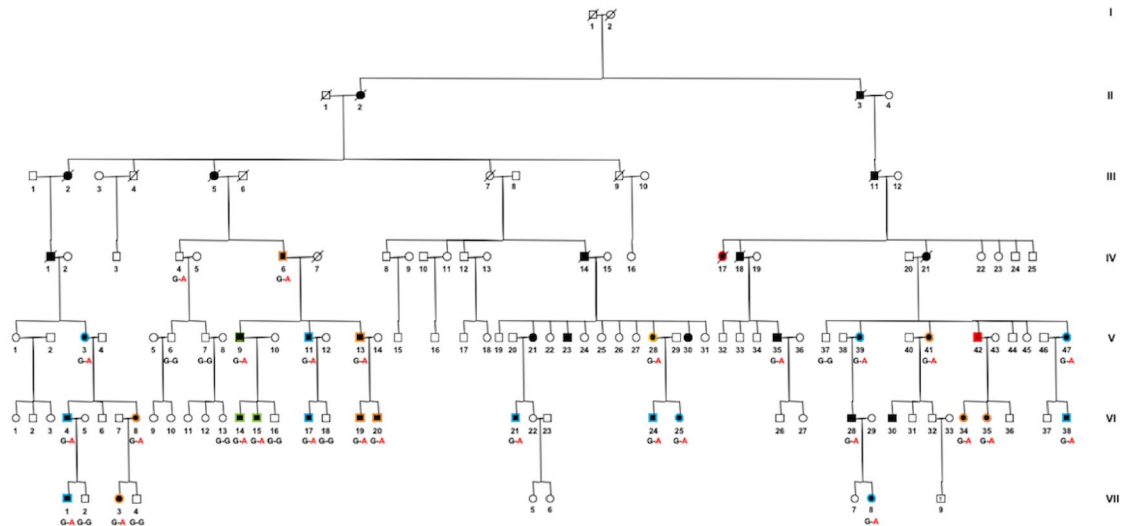 I
1 2
II
1 2 3 4
III
1 2 3 4 5 6 7 8 9 10 11 12
IV
1 2 3 4 5 6 7 8 9 10 11 12 13 14 15 16 17 18 19 20 21 22 23 24 25
G-A G-A
V
1 2 3 4 5 6 7 8 9 10 11 12 13 14 15 16 17 18 19 20 21 22 23 24 25 26 27 28 29 30 31 32 33 34 35 36 37 38 39 40 41 42 43 44 45 46 47
G-A G-G G-G G-A G-A G-A G-A G-A G-G G-A G-A G-A
VI
1 2 3 4 5 6 7 8 9 10 11 12 13 14 15 16 17 18 19 20 21 22 23 24 25 26 27 28 29 30 31 32 33 34 35 36 37 38
G-A G-A G-G G-A G-A G-G G-A G-G G-A G-A G-A G-A G-A G-A G-A G-A G-A
VII
1 2 3 4 5 6 7 8 9
G-A G-G G-A G-G G-A